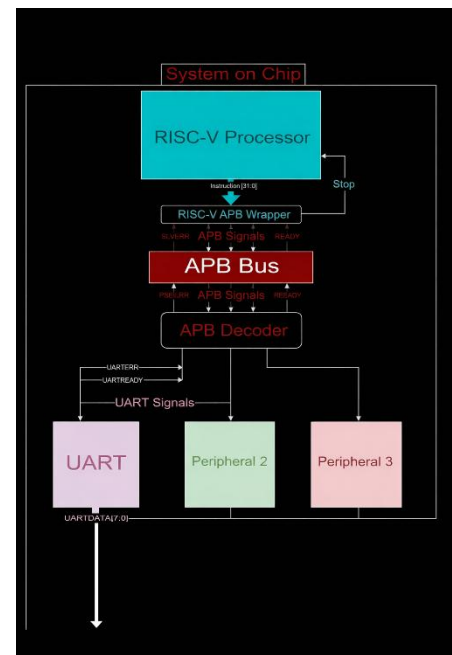 System on Chip
RISC-V Processor
Instruction [31:0]
Stop
RISC-V APB Wrapper
SLVERR APB Signals READY
APB Bus
APB Signals READY
APB Decoder
UARTERR
UARTREADY
UART Signals
UART
Peripheral 2
Peripheral 3
UARTDATA[7:0]